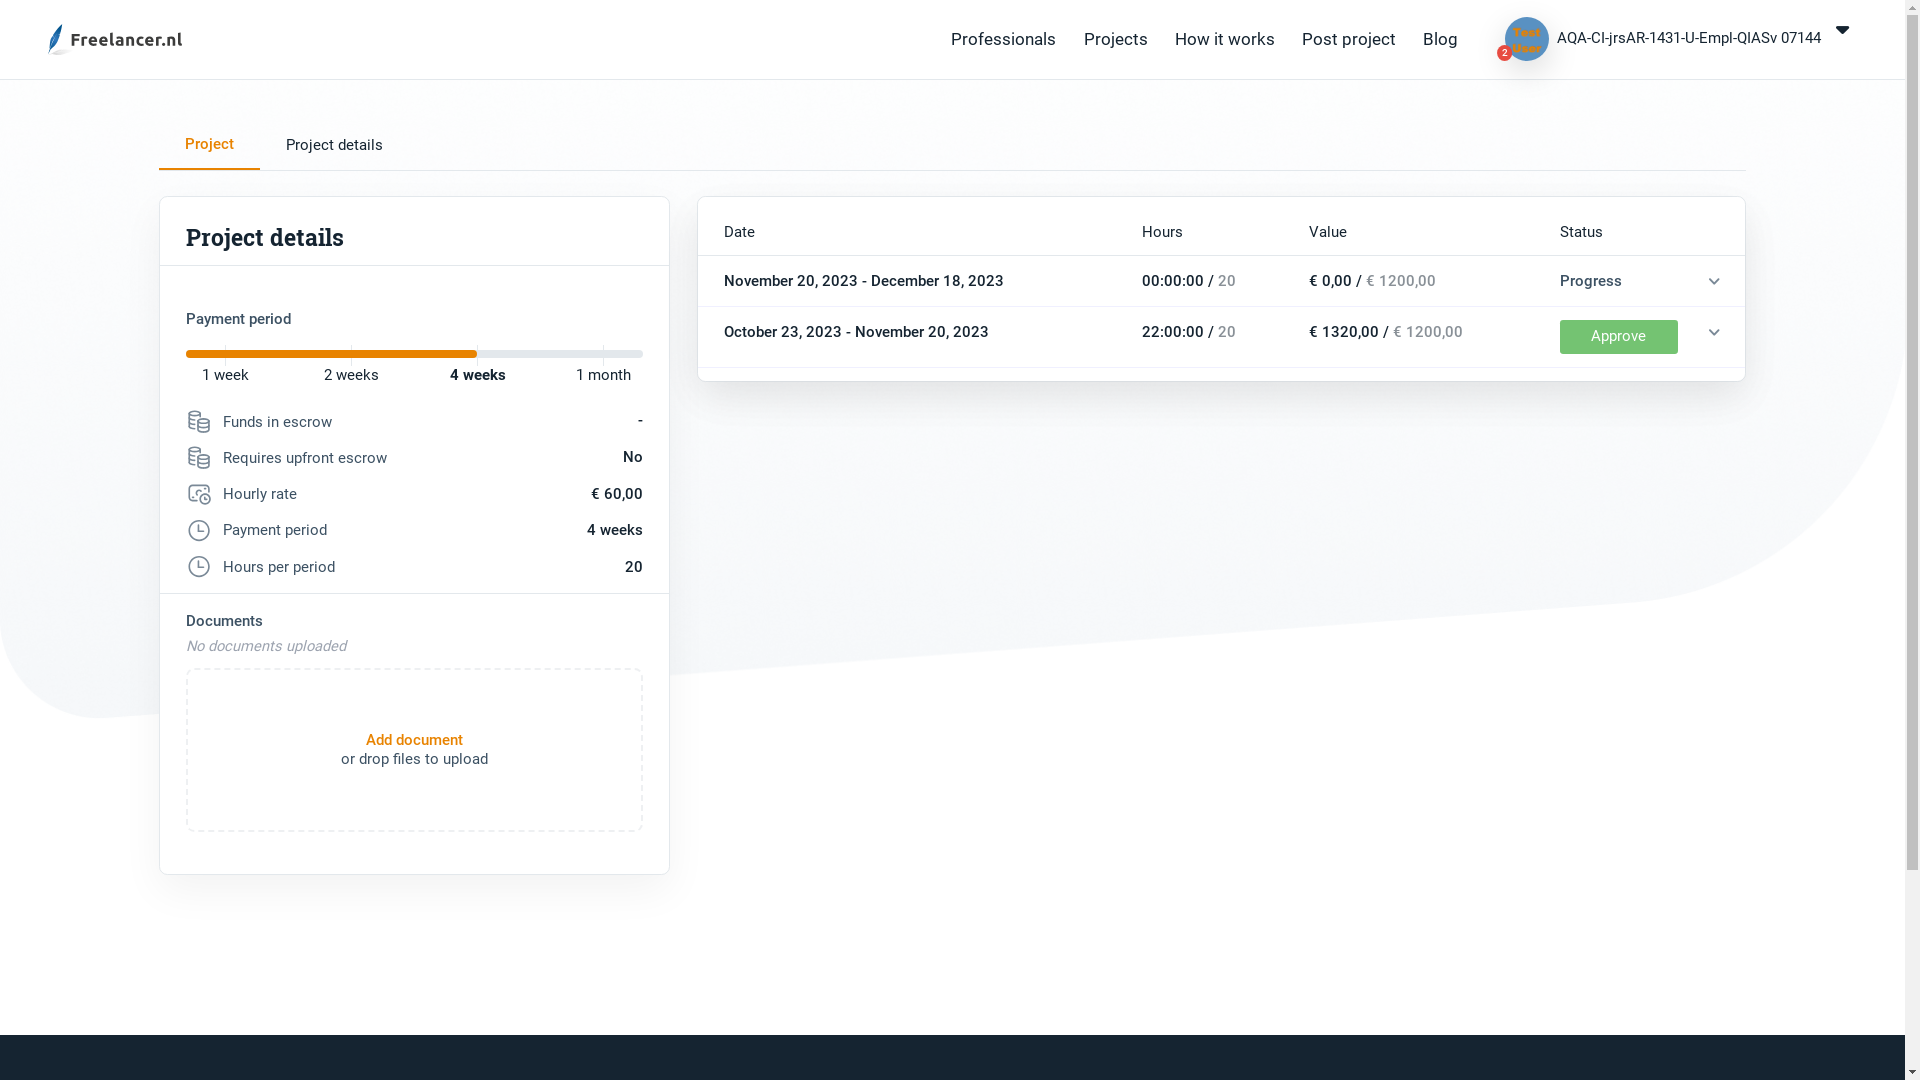 Freelancer.nl
Professionals
Projects
How it works
Post project
Blog
Test
User
2
AQA-CI-jrsAR-1431-U-Empl-QIASv 07144
Project
Project details
Project details
Payment period
1 week
2 weeks
4 weeks
1 month
Funds in escrow -
Requires upfront escrow No
Hourly rate € 60,00
Payment period 4 weeks
Hours per period 20
Documents
No documents uploaded
Add document
or drop files to upload
Date Hours Value Status
November 20, 2023 - December 18, 2023 00:00:00 / 20 € 0,00 / € 1200,00 Progress
October 23, 2023 - November 20, 2023 22:00:00 / 20 € 1320,00 / € 1200,00 Approve